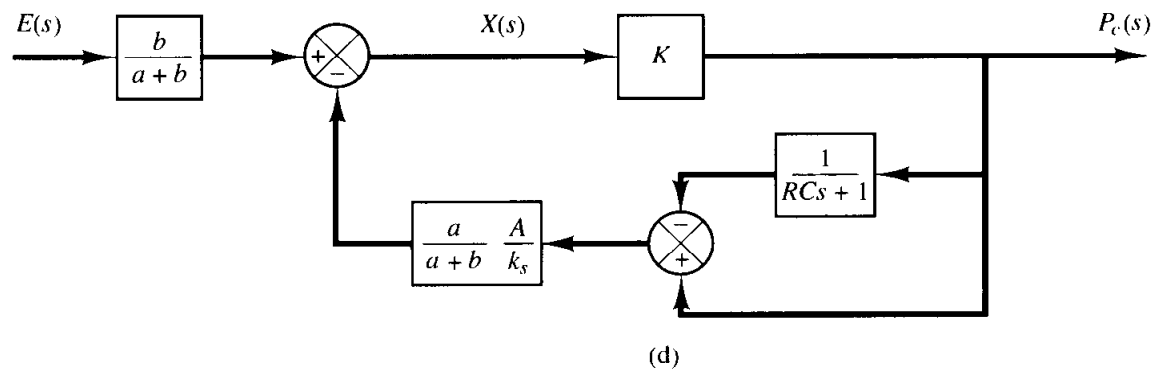 E(s)
b
a + b
+
−
X(s)
K
P_c(s)
1
RCs + 1
−
+
a
a + b
A
k_s
(d)